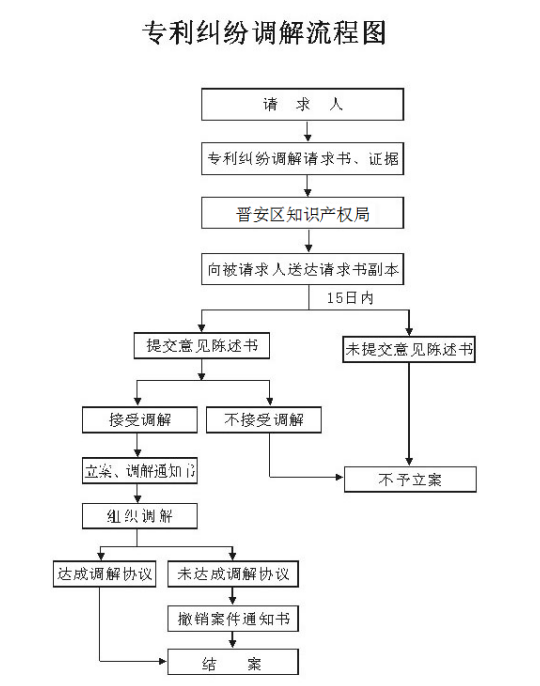 专利纠纷调解流程图
请 求 人
专利纠纷调解请求书、证据
晋安区知识产权局
向被请求人送达请求书副本
15日内
提交意见陈述书
未提交意见陈述书
接受调解
不接受调解
立案、调解通知书
不予立案
组织调解
达成调解协议
未达成调解协议
撤销案件通知书
结 案